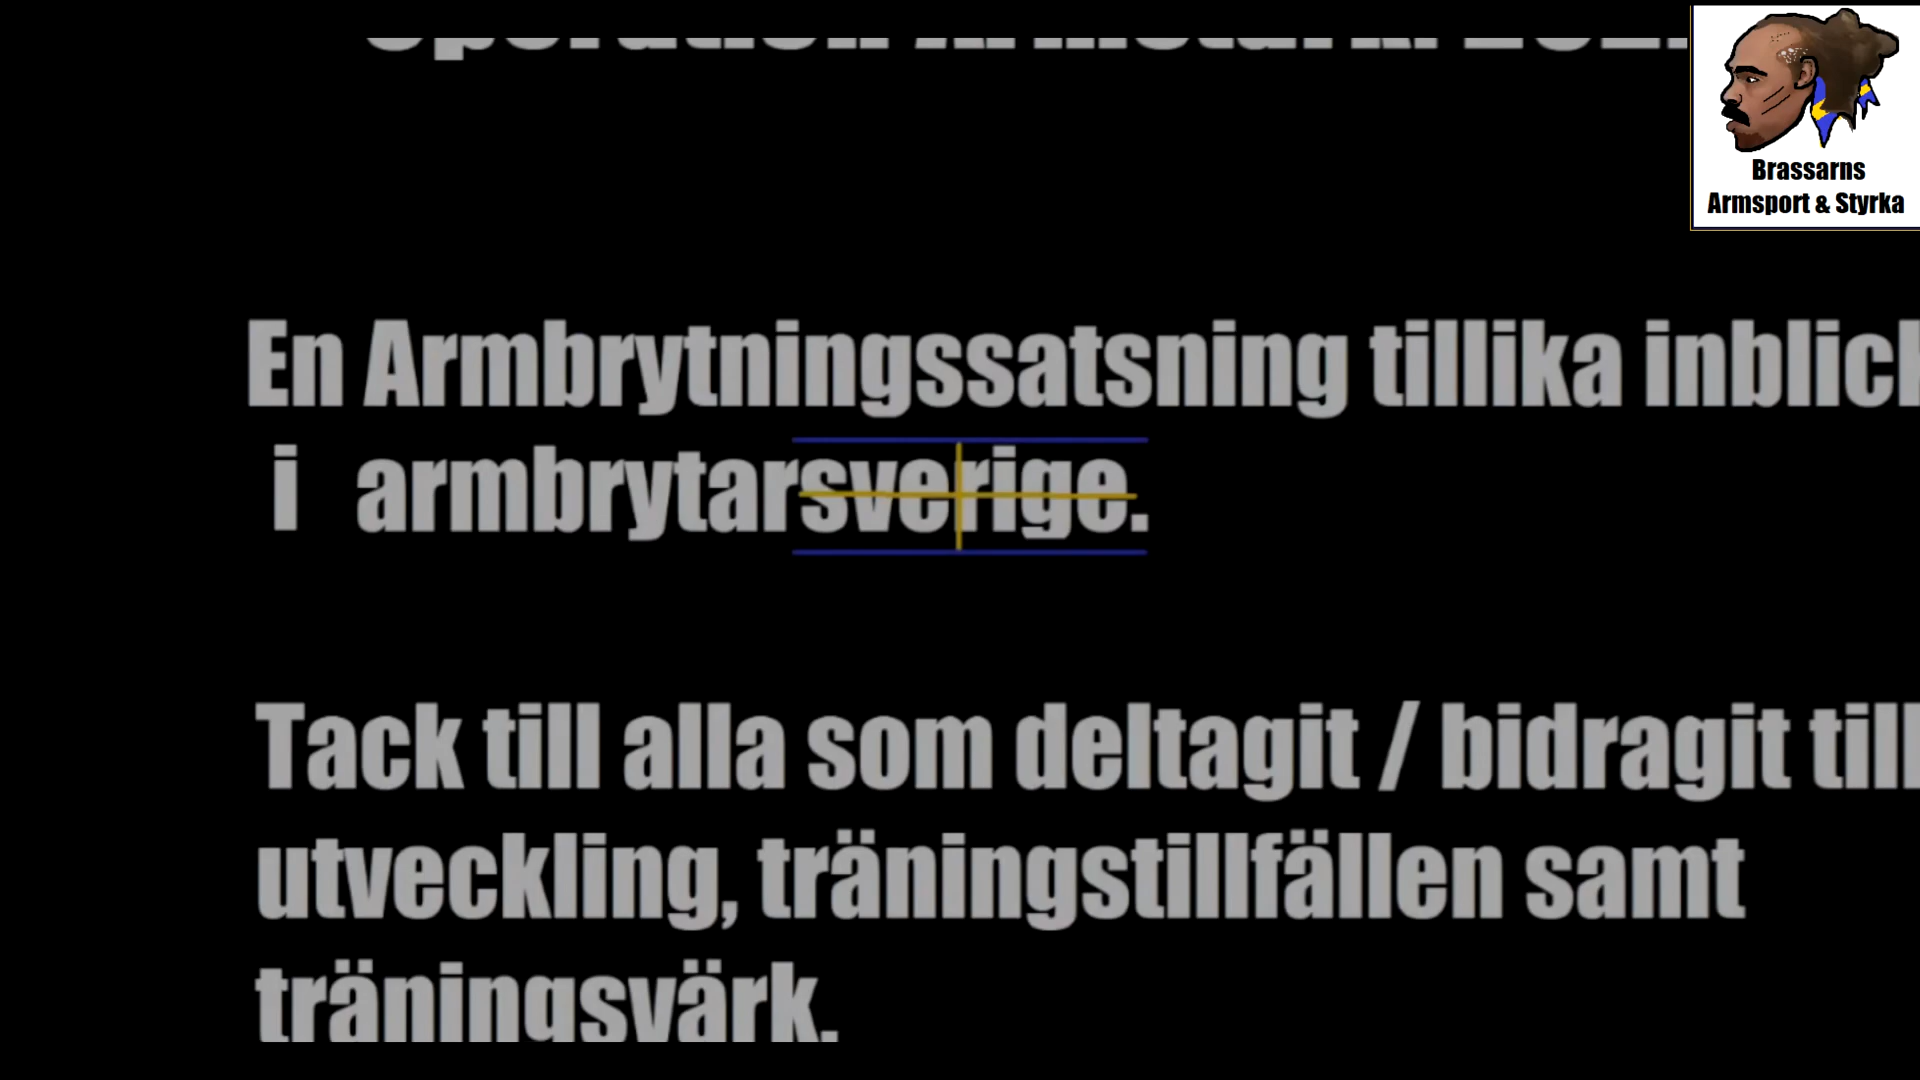 Brassarns
Armsport & Styrka
En Armbrytningssatsning tillika inblick
i armbrytarsverige.
Tack till alla som deltagit / bidragit till
utveckling, träningstillfällen samt
träningsvärk.